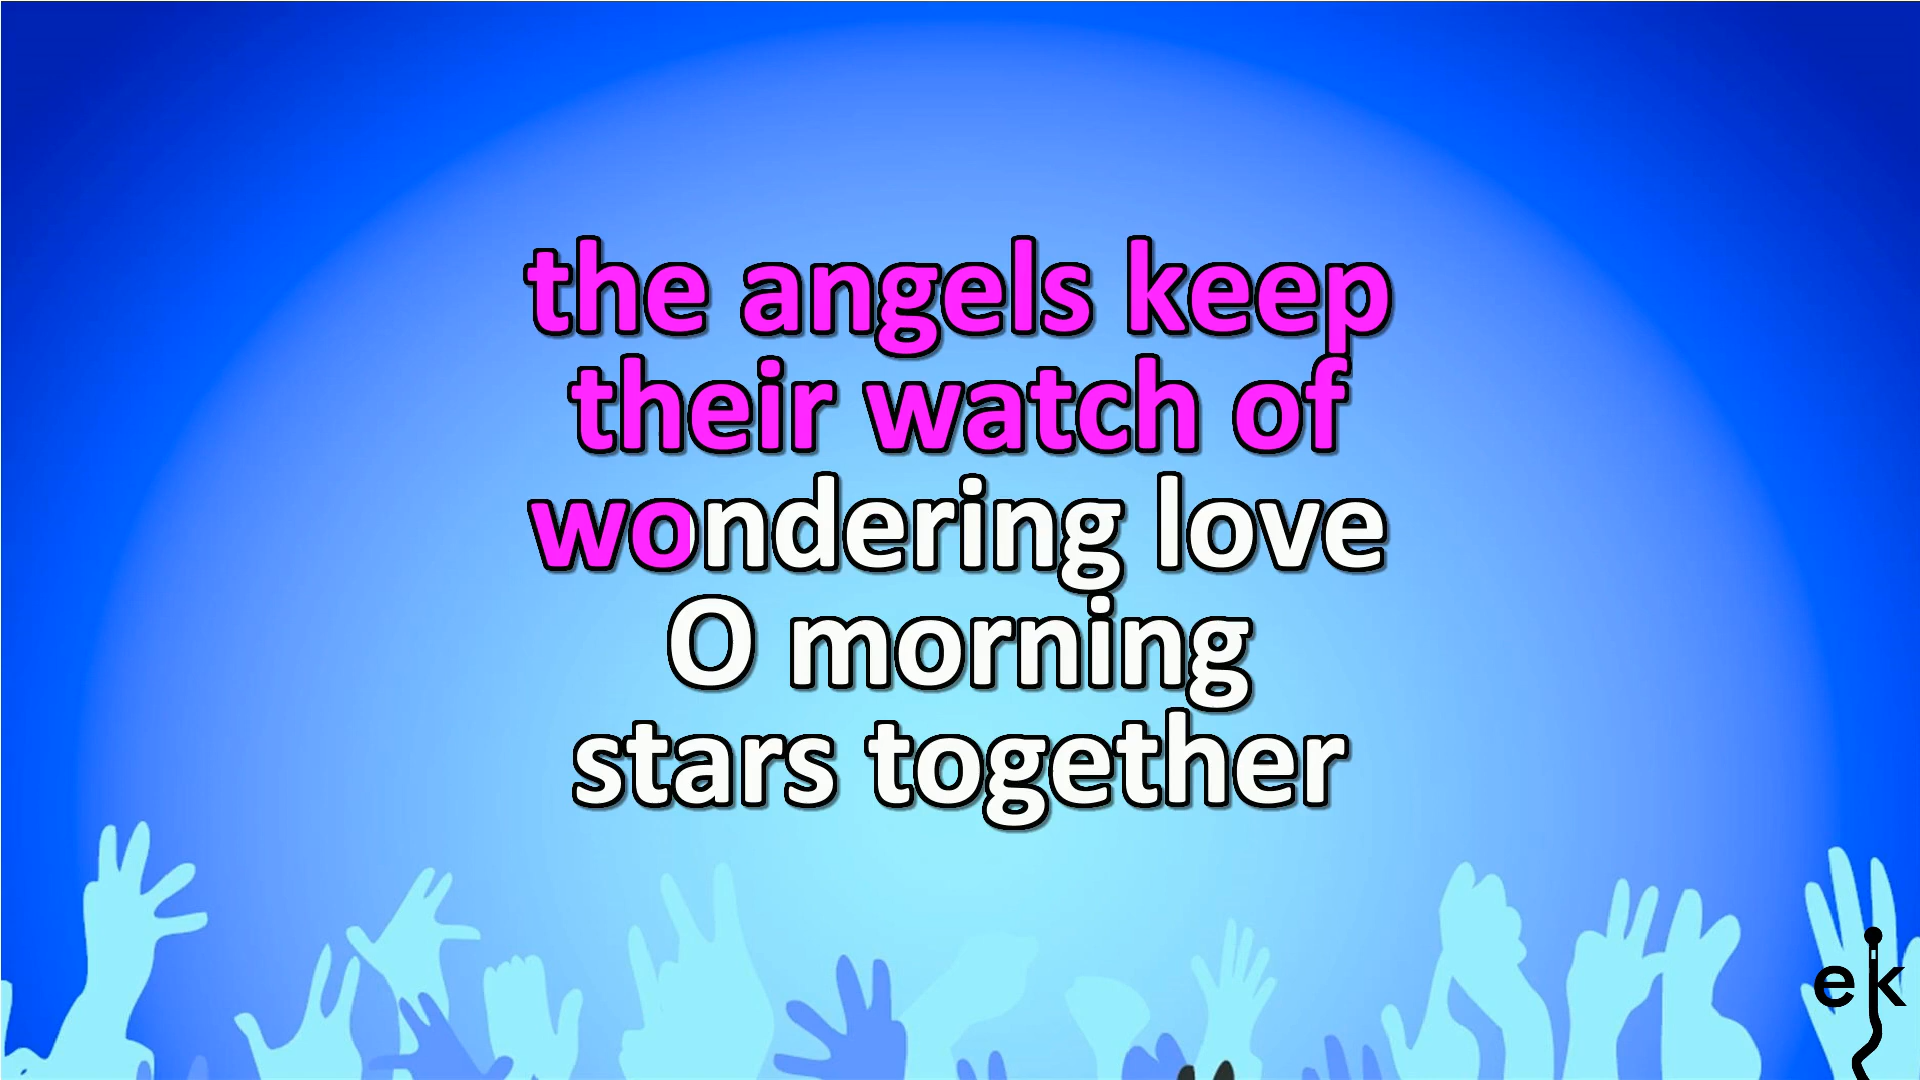 the angels keep
their watch of
wondering love
O morning
stars together
ek